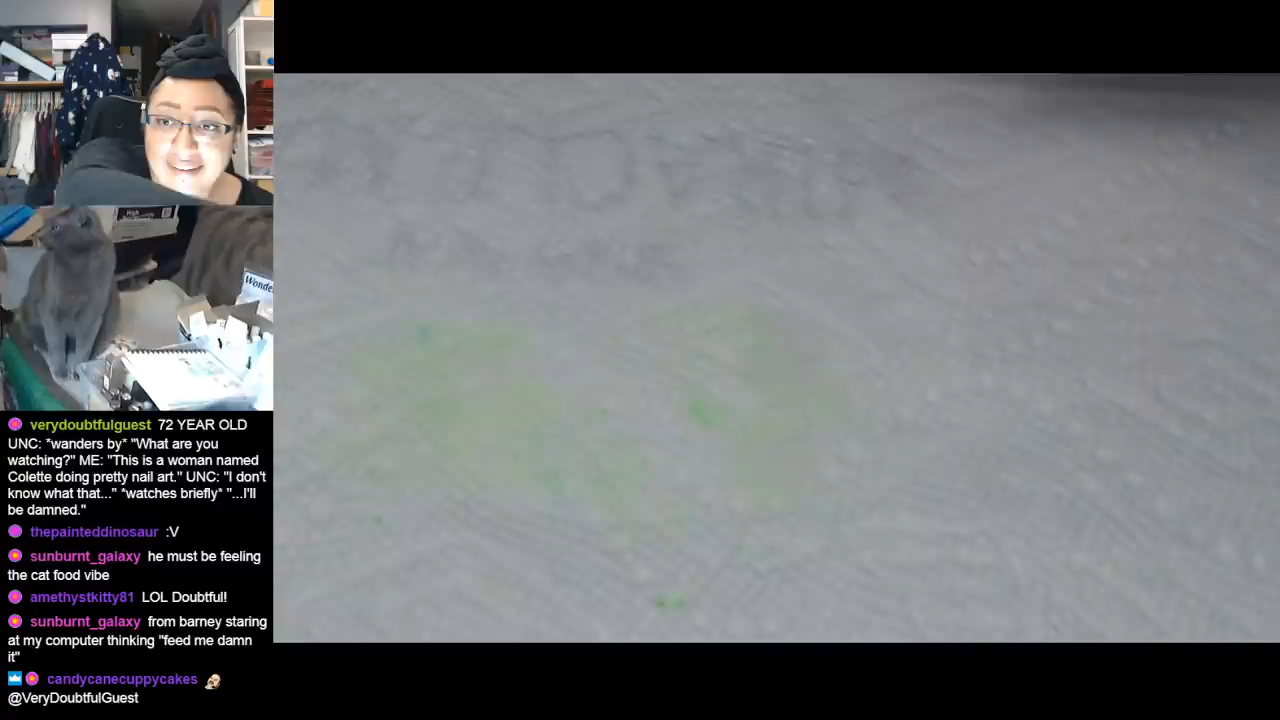 High
Wonde
verydoubtfulguest 72 YEAR OLD
UNC: *wanders by* "What are you
watching?" ME: "This is a woman named
Colette doing pretty nail art." UNC: "I don't
know what that..." *watches briefly* "...I'll
be damned."
thepainteddinosaur :V
sunburnt_galaxy he must be feeling
the cat food vibe
amethystkitty81 LOL Doubtful!
sunburnt_galaxy from barney staring
at my computer thinking "feed me damn
it"
candycanecuppycakes
@VeryDoubtfulGuest